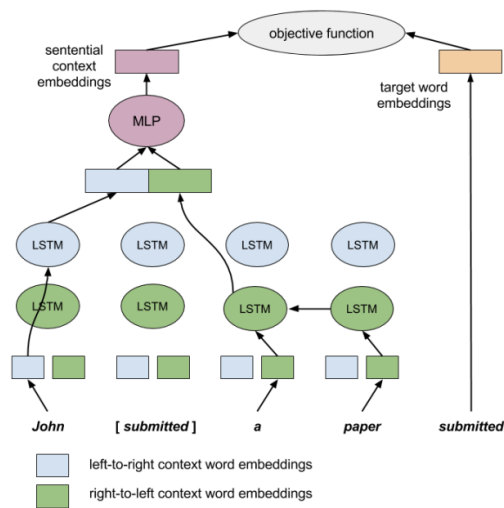 sentential
context
embeddings
objective function
target word
embeddings
MLP
LSTM LSTM LSTM LSTM
LSTM LSTM LSTM LSTM
John [ submitted ] a paper submitted
left-to-right context word embeddings
right-to-left context word embeddings